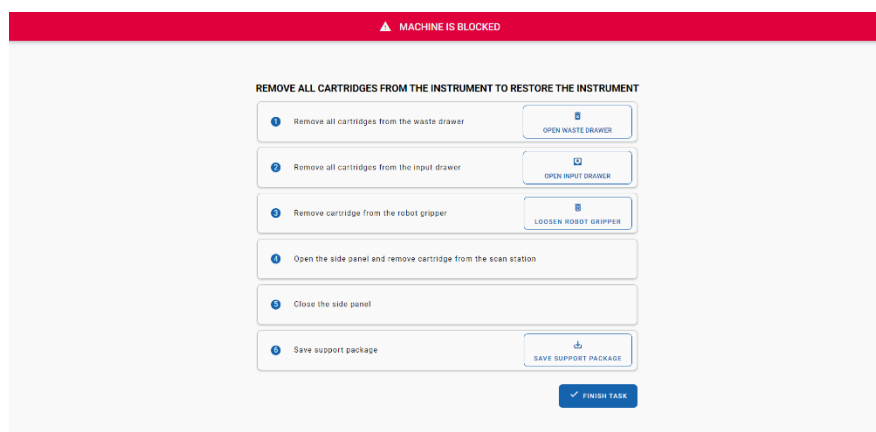 MACHINE IS BLOCKED
REMOVE ALL CARTRIDGES FROM THE INSTRUMENT TO RESTORE THE INSTRUMENT
1 Remove all cartridges from the waste drawer
OPEN WASTE DRAWER
2 Remove all cartridges from the input drawer
OPEN INPUT DRAWER
3 Remove cartridge from the robot gripper
LOOSEN ROBOT GRIPPER
4 Open the side panel and remove cartridge from the scan station
5 Close the side panel
6 Save support package
SAVE SUPPORT PACKAGE
FINISH TASK